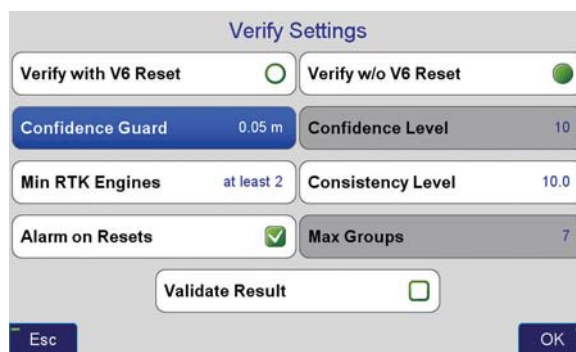 Verify Settings
Verify with V6 Reset
Verify w/o V6 Reset
Confidence Guard 0.05 m
Confidence Level 10
Min RTK Engines at least 2
Consistency Level 10.0
Alarm on Resets
Max Groups 7
Validate Result
Esc
OK